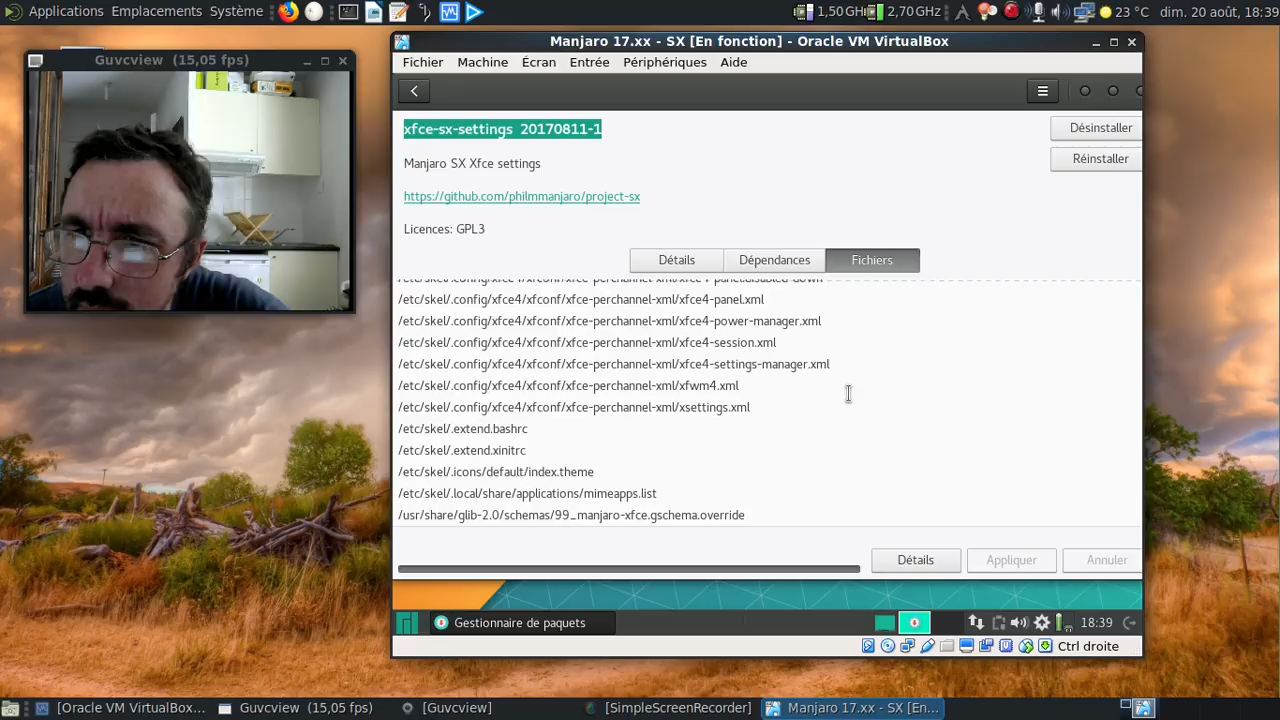 Applications Emplacements Système 1,50 GHz 2,70 GHz 23 °C dim. 20 août, 18:39
Guvcview (15,05 fps)
Manjaro 17.xx - SX [En fonction] - Oracle VM VirtualBox
Fichier Machine Écran Entrée Périphériques Aide
xfce-sx-settings 20170811-1
Désinstaller
Manjaro SX Xfce settings
Réinstaller
https://github.com/philmmanjaro/project-sx
Licences: GPL3
Détails Dépendances Fichiers
/etc/skel/.config/xfce4/xfconf/xfce-perchannel-xml/xfce4-panel.xml
/etc/skel/.config/xfce4/xfconf/xfce-perchannel-xml/xfce4-power-manager.xml
/etc/skel/.config/xfce4/xfconf/xfce-perchannel-xml/xfce4-session.xml
/etc/skel/.config/xfce4/xfconf/xfce-perchannel-xml/xfce4-settings-manager.xml
/etc/skel/.config/xfce4/xfconf/xfce-perchannel-xml/xfwm4.xml
/etc/skel/.config/xfce4/xfconf/xfce-perchannel-xml/xsettings.xml
/etc/skel/.extend.bashrc
/etc/skel/.extend.xinitrc
/etc/skel/.icons/default/index.theme
/etc/skel/.local/share/applications/mimeapps.list
/usr/share/glib-2.0/schemas/99_manjaro-xfce.gschema.override
Détails Appliquer Annuler
Gestionnaire de paquets 18:39
Ctrl droite
[Oracle VM VirtualBox... Guvcview (15,05 fps) [Guvcview] [SimpleScreenRecorder] Manjaro 17.xx - SX [En...